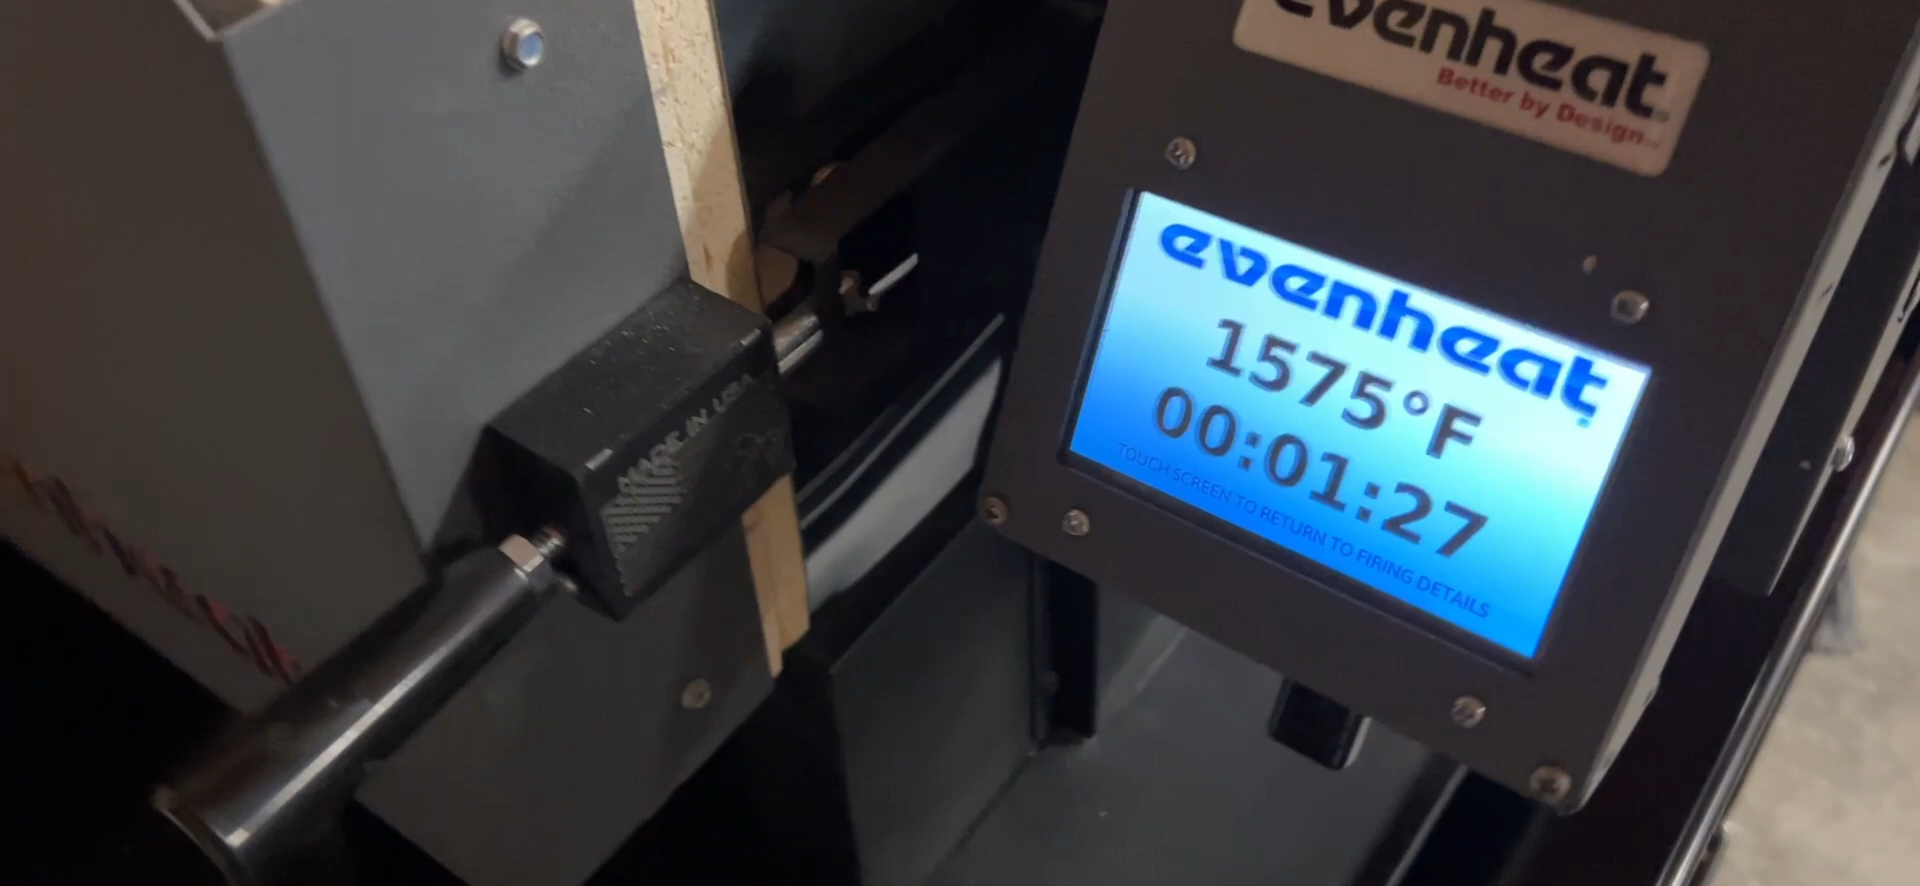 evenheat
Better by Design
evenheat
1575°F
00:01:27
TOUCH SCREEN TO RETURN TO FIRING DETAILS
MADE IN USA